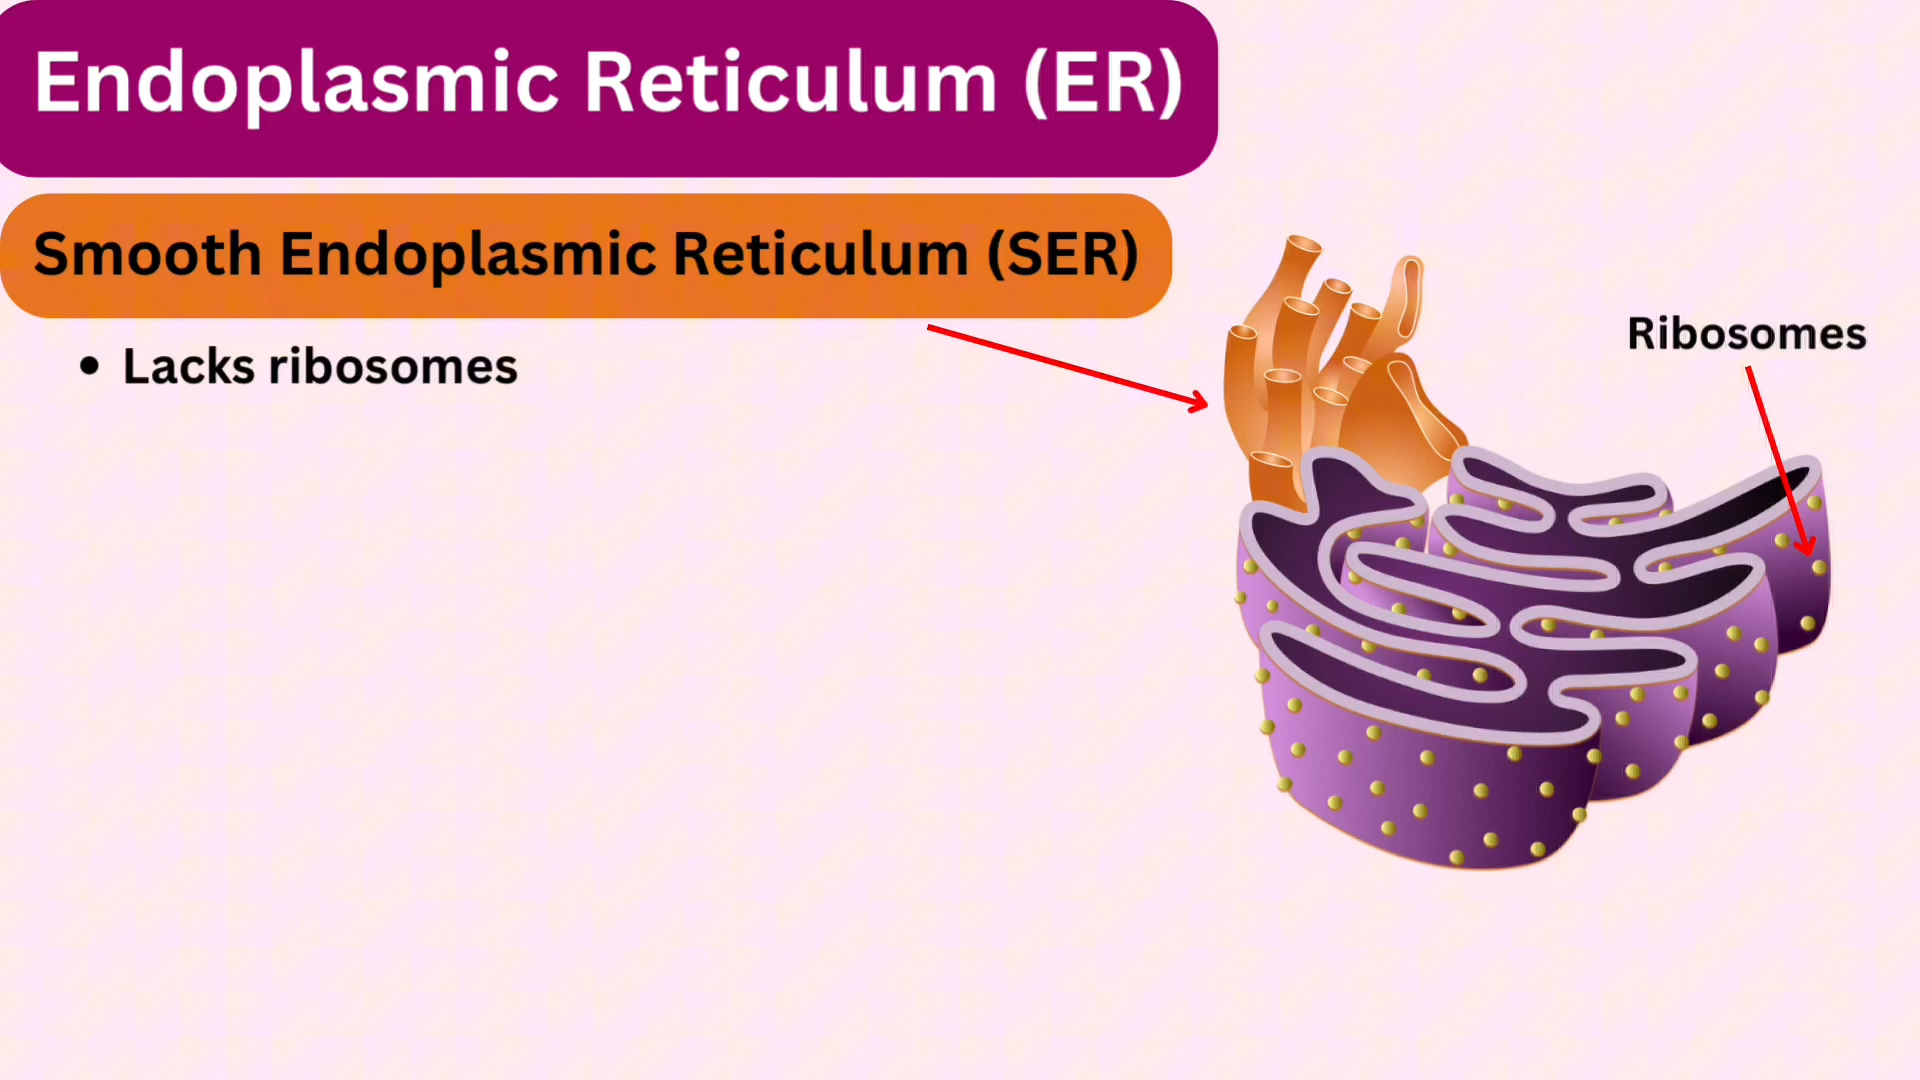 Endoplasmic Reticulum (ER)
Smooth Endoplasmic Reticulum (SER)
• Lacks ribosomes
Ribosomes